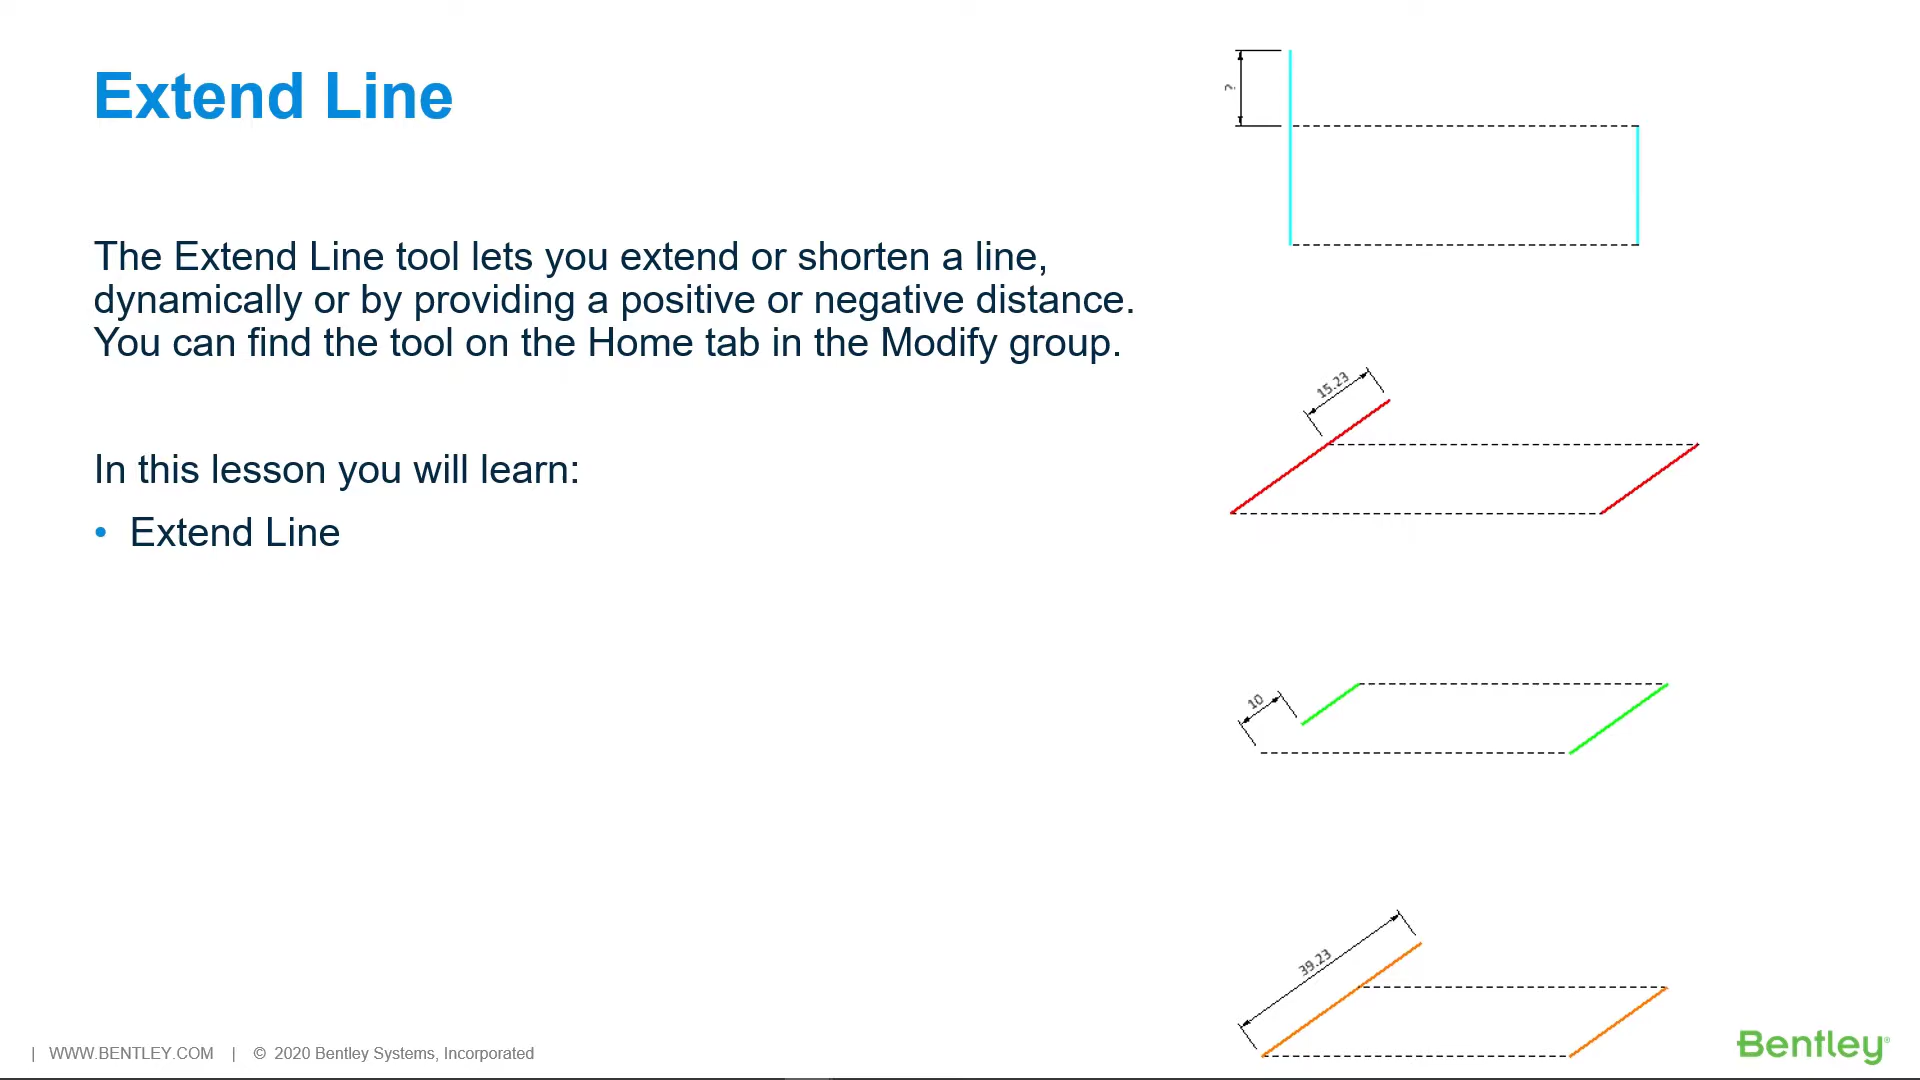 Extend Line
The Extend Line tool lets you extend or shorten a line,
dynamically or by providing a positive or negative distance.
You can find the tool on the Home tab in the Modify group.
In this lesson you will learn:
• Extend Line
?
15.23
10
39.23
| WWW.BENTLEY.COM | © 2020 Bentley Systems, Incorporated
Bentley®